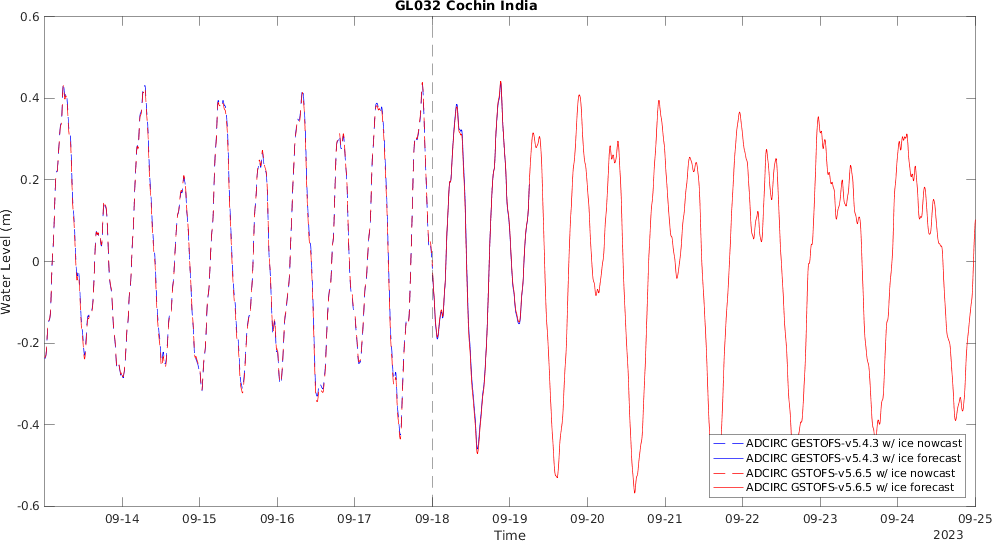 GL032 Cochin India
0.6
0.4
0.2
0
-0.2
-0.4
-0.6
Water Level (m)
ADCIRC GESTOFS-v5.4.3 w/ ice nowcast
ADCIRC GESTOFS-v5.4.3 w/ ice forecast
ADCIRC GSTOFS-v5.6.5 w/ ice nowcast
ADCIRC GSTOFS-v5.6.5 w/ ice forecast
09-14 09-15 09-16 09-17 09-18 09-19 09-20 09-21 09-22 09-23 09-24 09-25
Time
2023